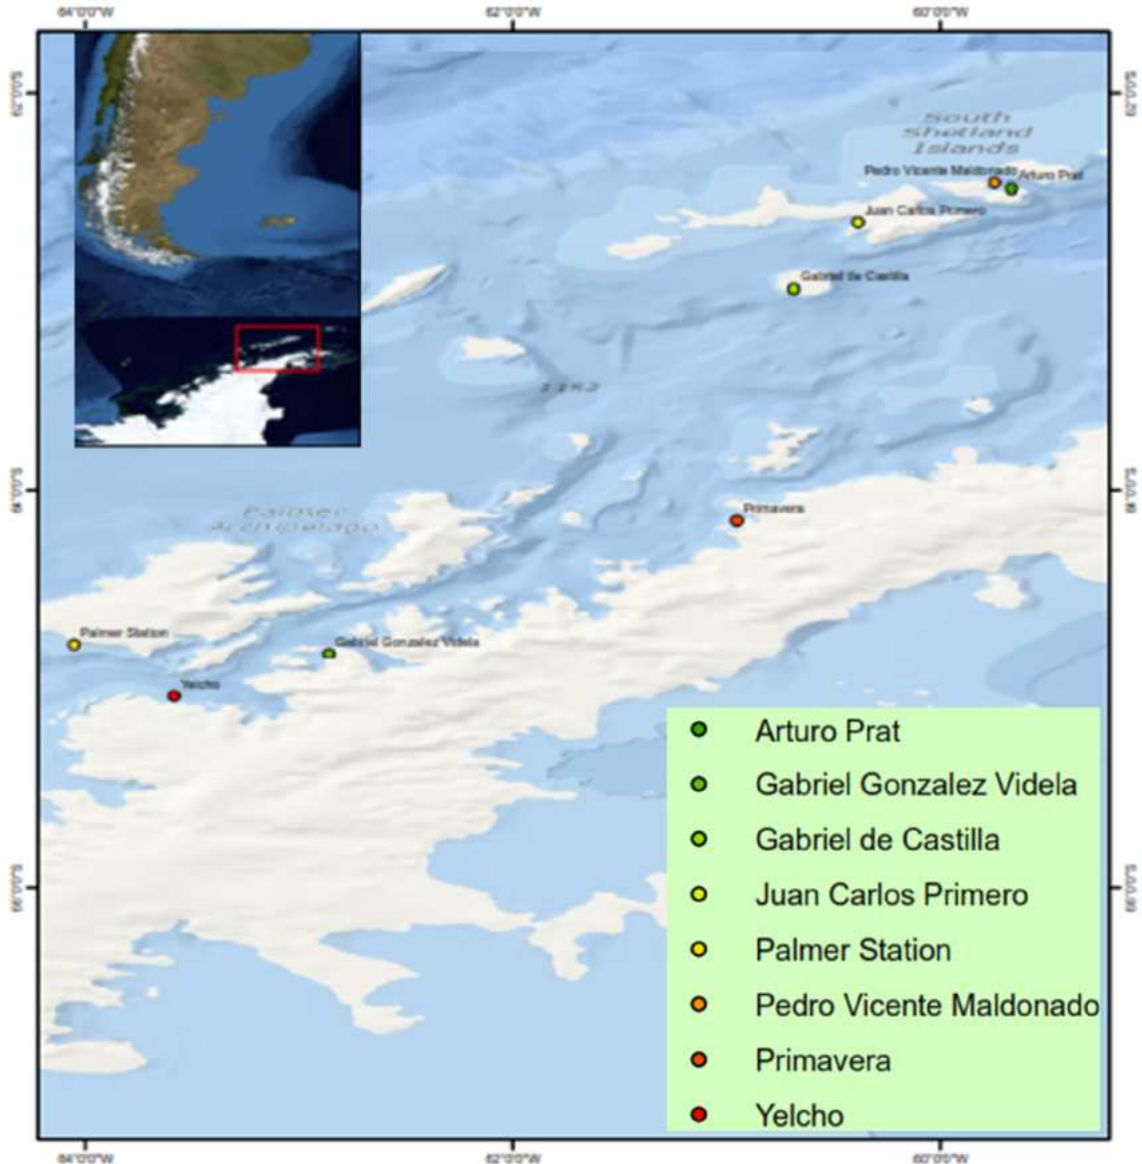 64°0'0"W
62°0'0"W
60°0'0"W
South
Shetland
Islands
Pedro Vicente Maldonado
Arturo Prat
Juan Carlos Primero
Gabriel de Castilla
1152
Primavera
Palmer
Archipelago
Palmer Station
Gabriel Gonzalez Videla
Yelcho
Arturo Prat
Gabriel Gonzalez Videla
Gabriel de Castilla
Juan Carlos Primero
Palmer Station
Pedro Vicente Maldonado
Primavera
Yelcho
64°0'0"W
62°0'0"W
60°0'0"W